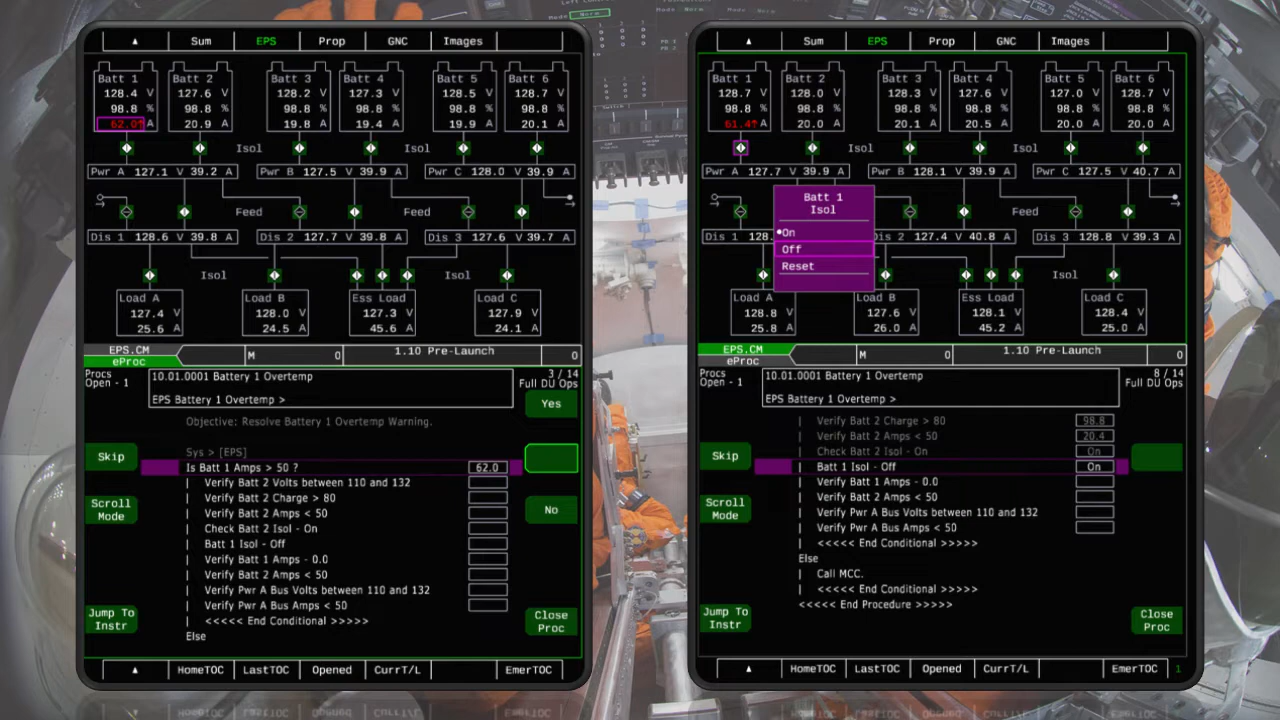 ▲ Sum EPS Prop GNC Images
Batt 1 Batt 2 Batt 3 Batt 4 Batt 5 Batt 6
128.4 V 127.6 V 128.2 V 127.3 V 128.5 V 128.7 V
98.8 % 98.8 % 98.8 % 98.8 % 98.8 % 98.8 %
62.0↑ A 20.9 A 19.8 A 19.4 A 19.9 A 20.1 A
Isol Isol
Pwr A 127.1 V 39.2 A Pwr B 127.5 V 39.9 A Pwr C 128.0 V 39.9 A
Feed Feed
Dis 1 128.6 V 39.8 A Dis 2 127.7 V 39.8 A Dis 3 127.6 V 39.7 A
Isol Isol
Load A Load B Ess Load Load C
127.4 V 128.0 V 127.3 V 127.9 V
25.6 A 24.5 A 45.6 A 24.1 A
EPS.CM M 0 1.10 Pre-Launch 0
eProc
Procs 10.01.0001 Battery 1 Overtemp 3 / 14
Open - 1 Full DU Ops
EPS Battery 1 Overtemp >
Yes
Objective: Resolve Battery 1 Overtemp Warning.
Sys > [EPS]
Skip
Is Batt 1 Amps > 50 ? 62.0
| Verify Batt 2 Volts between 110 and 132
| Verify Batt 2 Charge > 80
Scroll Mode
| Verify Batt 2 Amps < 50
No
| Check Batt 2 Isol - On
| Batt 1 Isol - Off
| Verify Batt 1 Amps - 0.0
| Verify Batt 2 Amps < 50
| Verify Pwr A Bus Volts between 110 and 132
| Verify Pwr A Bus Amps < 50
Jump To Instr
Close Proc
| <<<<< End Conditional >>>>>
Else
▲ HomeTOC LastTOC Opened CurrT/L EmerTOC
▲ Sum EPS Prop GNC Images
Batt 1 Batt 2 Batt 3 Batt 4 Batt 5 Batt 6
128.7 V 128.0 V 128.3 V 127.6 V 127.0 V 128.7 V
98.8 % 98.8 % 98.8 % 98.8 % 98.8 % 98.8 %
61.4↑ A 20.0 A 20.1 A 20.5 A 20.0 A 20.0 A
Isol Isol
Pwr A 127.7 V 39.9 A Pwr B 128.1 V 39.9 A Pwr C 127.5 V 40.7 A
Batt 1
Isol
On
Off
Reset
Feed
Dis 1 128. s 2 127.4 V 40.8 A Dis 3 128.8 V 39.3 A
Isol
Load A Load B Ess Load Load C
128.8 V 127.6 V 128.1 V 128.4 V
25.8 A 26.0 A 45.2 A 25.0 A
EPS.CM M 0 1.10 Pre-Launch 0
eProc
Procs 10.01.0001 Battery 1 Overtemp 8 / 14
Open - 1 Full DU Ops
EPS Battery 1 Overtemp >
| Verify Batt 2 Charge > 80 98.8
| Verify Batt 2 Amps < 50 20.4
| Check Batt 2 Isol - On On
Skip
| Batt 1 Isol - Off On
| Verify Batt 1 Amps - 0.0
| Verify Batt 2 Amps < 50
Scroll Mode
| Verify Pwr A Bus Volts between 110 and 132
| Verify Pwr A Bus Amps < 50
| <<<<< End Conditional >>>>>
Else
| Call MCC.
| <<<<< End Conditional >>>>>
<<<<< End Procedure >>>>>
Jump To Instr
Close Proc
▲ HomeTOC LastTOC Opened CurrT/L EmerTOC 1